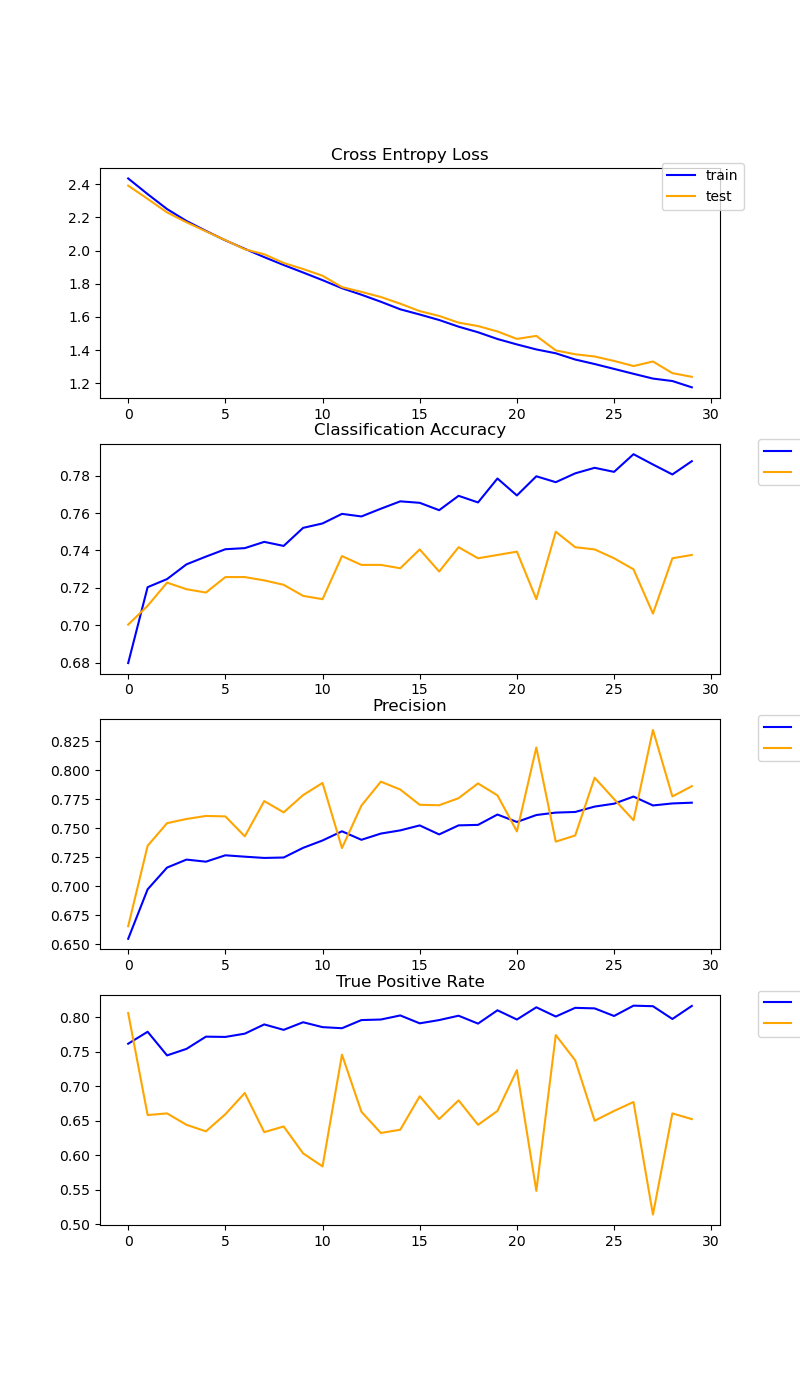 Cross Entropy Loss
train
test
2.4
2.2
2.0
1.8
1.6
1.4
1.2
0 5 10 15 20 25 30
Classification Accuracy
0.78
0.76
0.74
0.72
0.70
0.68
0 5 10 15 20 25 30
Precision
0.825
0.800
0.775
0.750
0.725
0.700
0.675
0.650
0 5 10 15 20 25 30
True Positive Rate
0.80
0.75
0.70
0.65
0.60
0.55
0.50
0 5 10 15 20 25 30